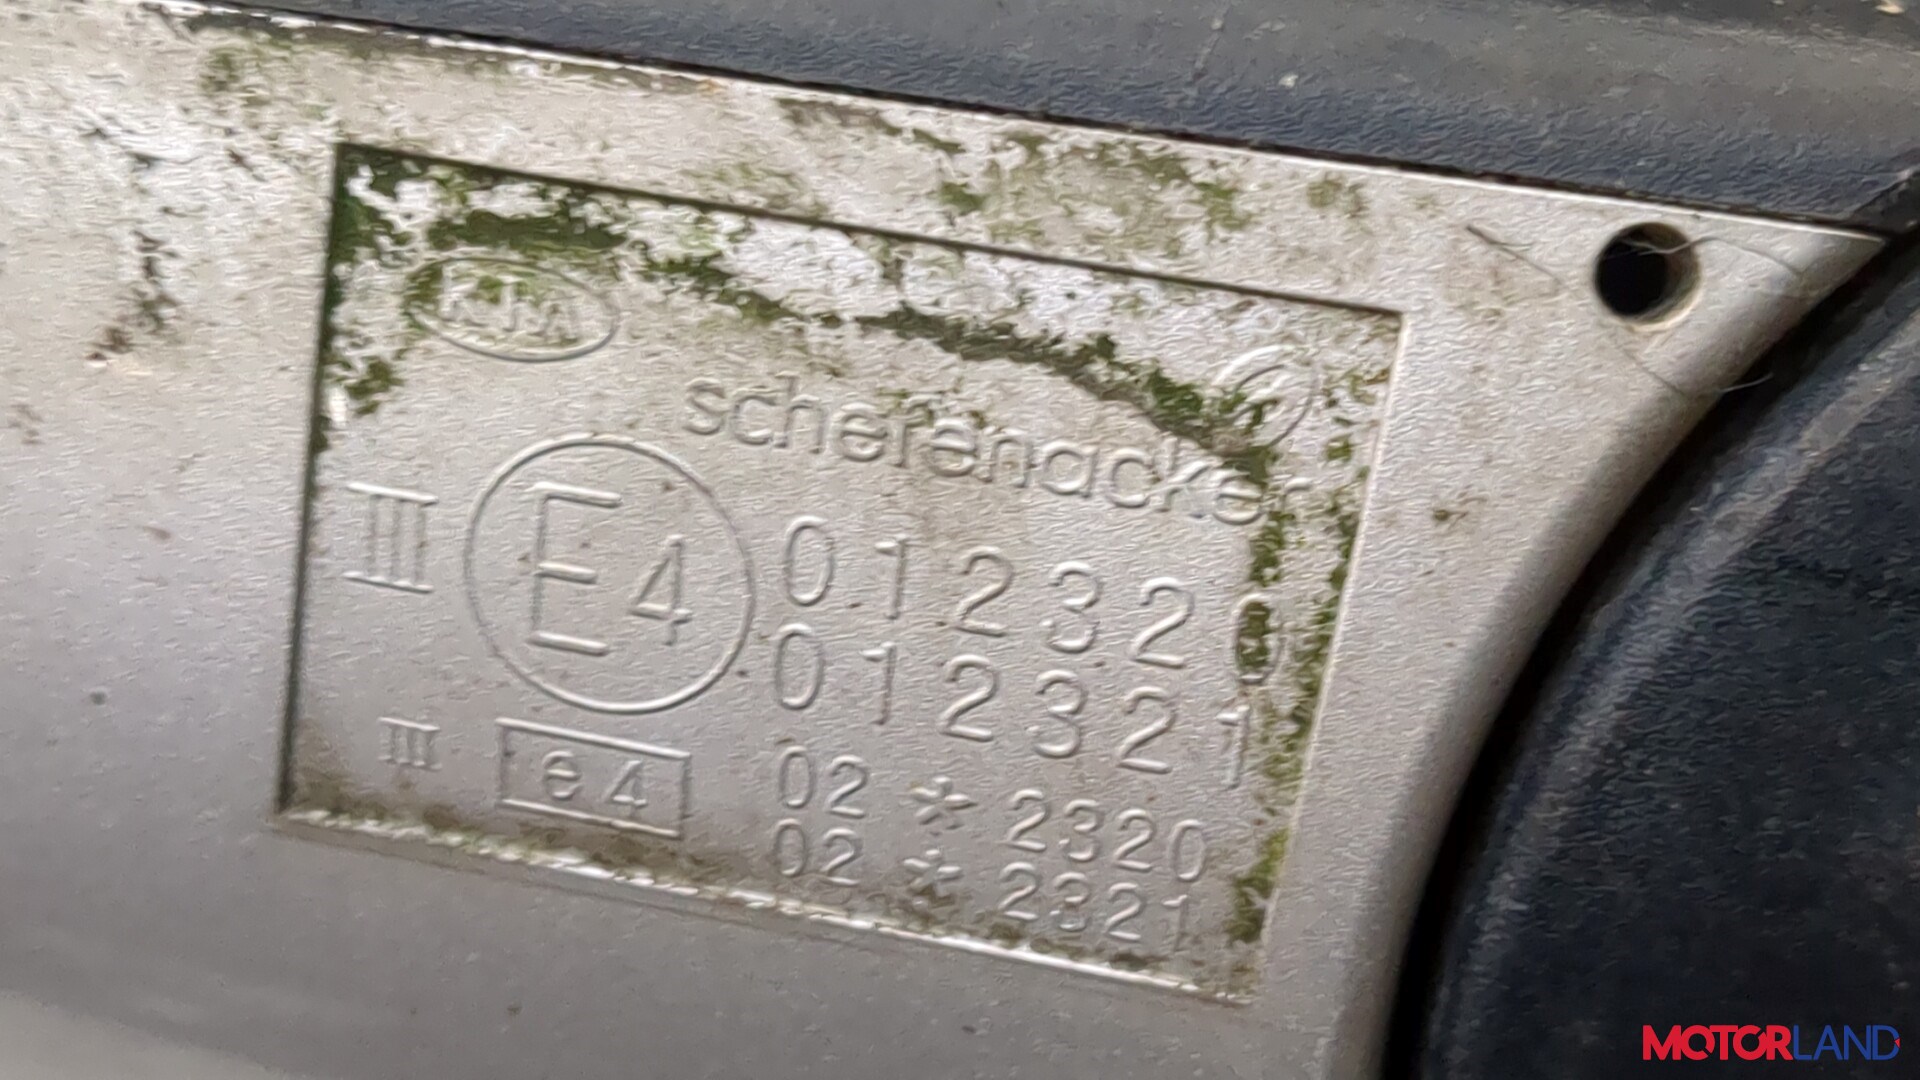 KIA
schefenacker
III E4 012320
012321
III e4 02 * 2320
02 * 2321
MOTORLAND